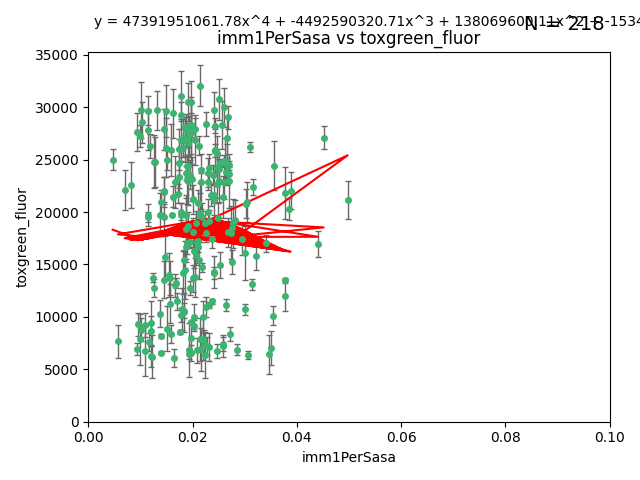 y = 47391951061.78x^4 + -4492590320.71x^3 +
N = 218
imm1PerSasa vs toxgreen_fluor
35000
30000
25000
20000
15000
10000
5000
0
toxgreen_fluor
0.00 0.02 0.04 0.06 0.08 0.10
imm1PerSasa